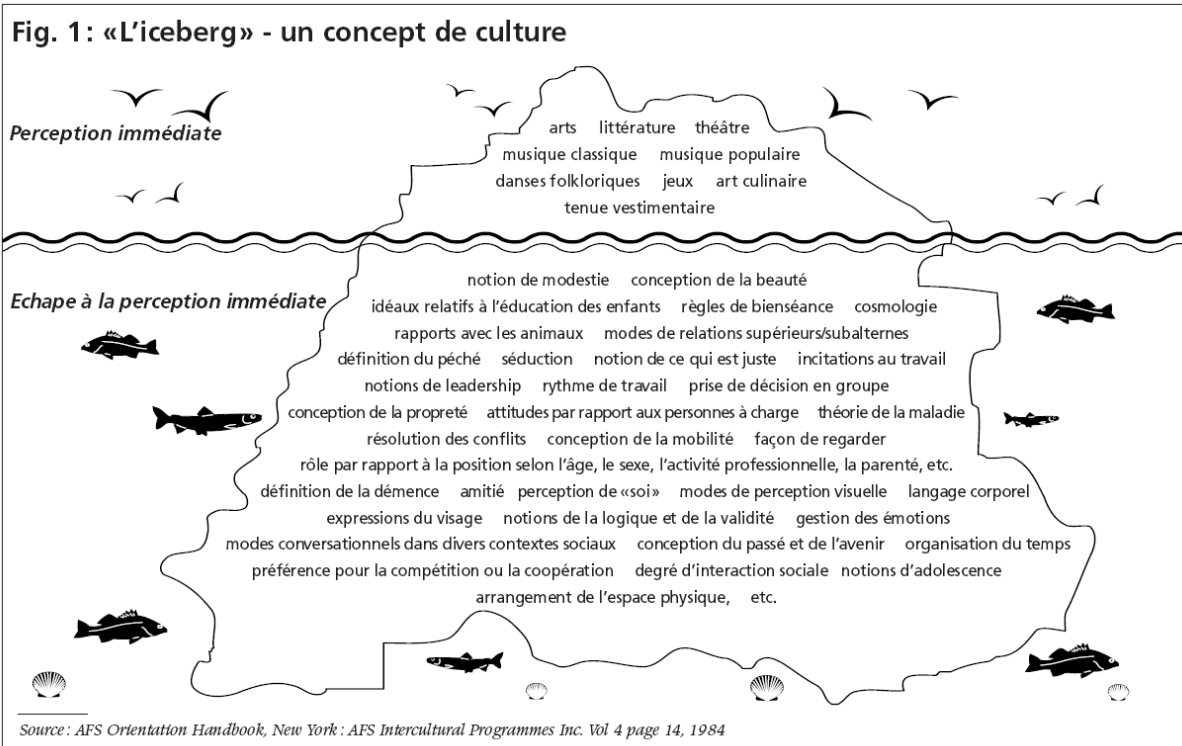 Fig. 1: «L'iceberg» - un concept de culture
Perception immédiate
arts littérature théâtre
musique classique musique populaire
danses folkloriques jeux art culinaire
tenue vestimentaire
Echape à la perception immédiate
notion de modestie conception de la beauté
idéaux relatifs à l'éducation des enfants règles de bienséance cosmologie
rapports avec les animaux modes de relations supérieurs/subalternes
définition du péché séduction notion de ce qui est juste incitations au travail
notions de leadership rythme de travail prise de décision en groupe
conception de la propreté attitudes par rapport aux personnes à charge théorie de la maladie
résolution des conflits conception de la mobilité façon de regarder
rôle par rapport à la position selon l'âge, le sexe, l'activité professionnelle, la parenté, etc.
définition de la démence amitié perception de «soi» modes de perception visuelle langage corporel
expressions du visage notions de la logique et de la validité gestion des émotions
modes conversationnels dans divers contextes sociaux conception du passé et de l'avenir organisation du temps
préférence pour la compétition ou la coopération degré d'interaction sociale notions d'adolescence
arrangement de l'espace physique, etc.
Source: AFS Orientation Handbook, New York: AFS Intercultural Programmes Inc. Vol 4 page 14, 1984